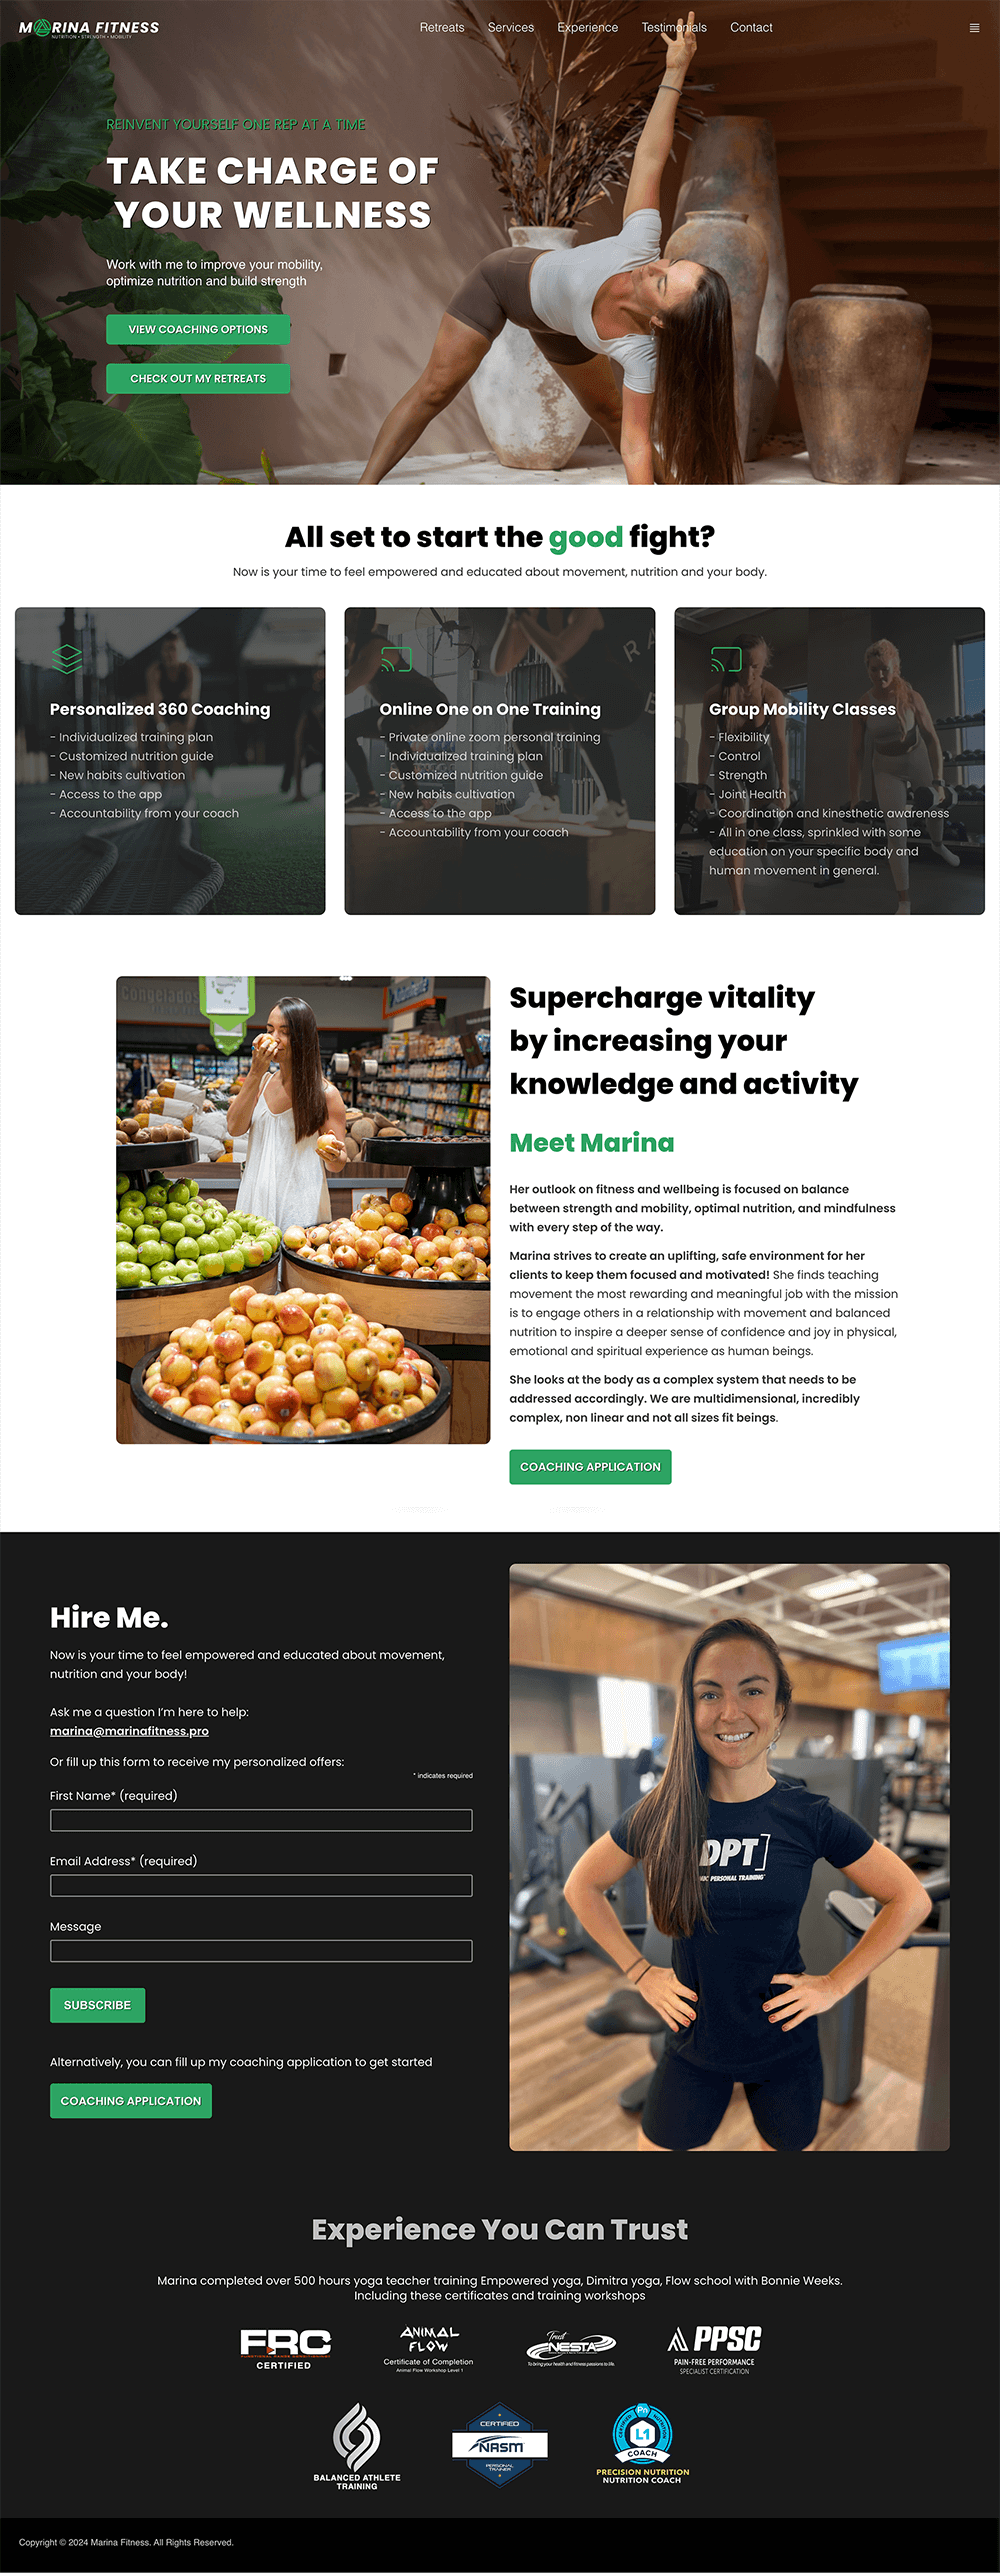 MARINA FITNESS
NUTRITION • STRENGTH • MOBILITY
Retreats Services Experience Testimonials Contact
REINVENT YOURSELF ONE REP AT A TIME
TAKE CHARGE OF
YOUR WELLNESS
Work with me to improve your mobility,
optimize nutrition and build strength
VIEW COACHING OPTIONS
CHECK OUT MY RETREATS
All set to start the good fight?
Now is your time to feel empowered and educated about movement, nutrition and your body.
Personalized 360 Coaching
- Individualized training plan
- Customized nutrition guide
- New habits cultivation
- Access to the app
- Accountability from your coach
Online One on One Training
- Private online zoom personal training
- Individualized training plan
- Customized nutrition guide
- New habits cultivation
- Access to the app
- Accountability from your coach
Group Mobility Classes
- Flexibility
- Control
- Strength
- Joint Health
- Coordination and kinesthetic awareness
- All in one class, sprinkled with some
education on your specific body and
human movement in general.
Congelados
Supercharge vitality
by increasing your
knowledge and activity
Meet Marina
Her outlook on fitness and wellbeing is focused on balance
between strength and mobility, optimal nutrition, and mindfulness
with every step of the way.
Marina strives to create an uplifting, safe environment for her
clients to keep them focused and motivated! She finds teaching
movement the most rewarding and meaningful job with the mission
is to engage others in a relationship with movement and balanced
nutrition to inspire a deeper sense of confidence and joy in physical,
emotional and spiritual experience as human beings.
She looks at the body as a complex system that needs to be
addressed accordingly. We are multidimensional, incredibly
complex, non linear and not all sizes fit beings.
COACHING APPLICATION
Hire Me.
Now is your time to feel empowered and educated about movement,
nutrition and your body!
Ask me a question I'm here to help:
marina@marinafitness.pro
Or fill up this form to receive my personalized offers:
* indicates required
First Name* (required)
Email Address* (required)
Message
SUBSCRIBE
Alternatively, you can fill up my coaching application to get started
COACHING APPLICATION
DPT
PERSONAL TRAINING
Experience You Can Trust
Marina completed over 500 hours yoga teacher training Empowered yoga, Dimitra yoga, Flow school with Bonnie Weeks.
Including these certificates and training workshops
FRC
FUNCTIONAL RANGE CONDITIONING
CERTIFIED
ANIMAL
FLOW
Certificate of Completion
Animal Flow Workshop Level 1
Trust
NESTA
To bring your health and fitness passions to life.
PPSC
PAIN-FREE PERFORMANCE
SPECIALIST CERTIFICATION
BALANCED ATHLETE
TRAINING
CERTIFIED
NASM
PERSONAL
TRAINER
Pn
CERTIFIED NUTRITION
L1
COACH
PRECISION NUTRITION
NUTRITION COACH
Copyright © 2024 Marina Fitness. All Rights Reserved.